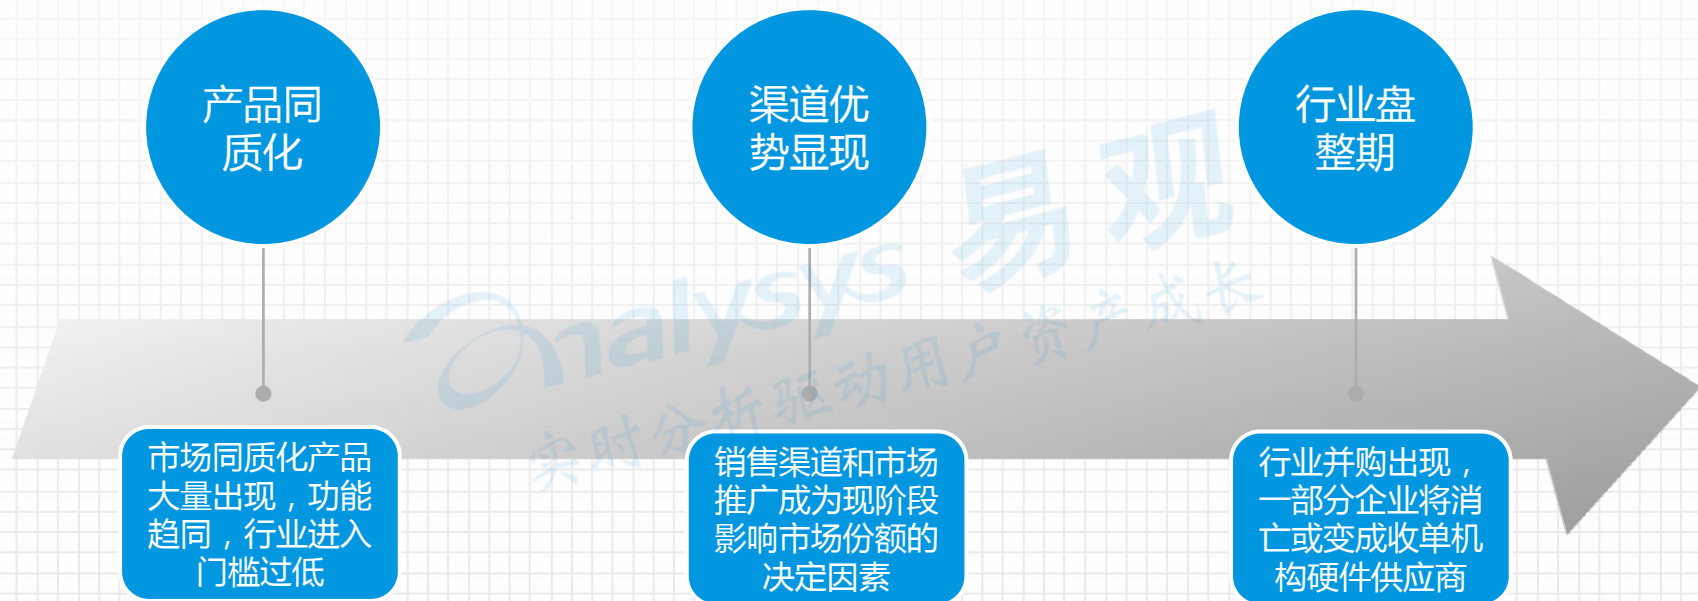 产品同
质化
渠道优
势显现
行业盘
整期
analysys 易观
实时分析驱动用户资产成长
市场同质化产品
大量出现，功能
趋同，行业进入
门槛过低
销售渠道和市场
推广成为现阶段
影响市场份额的
决定因素
行业并购出现，
一部分企业将消
亡或变成收单机
构硬件供应商